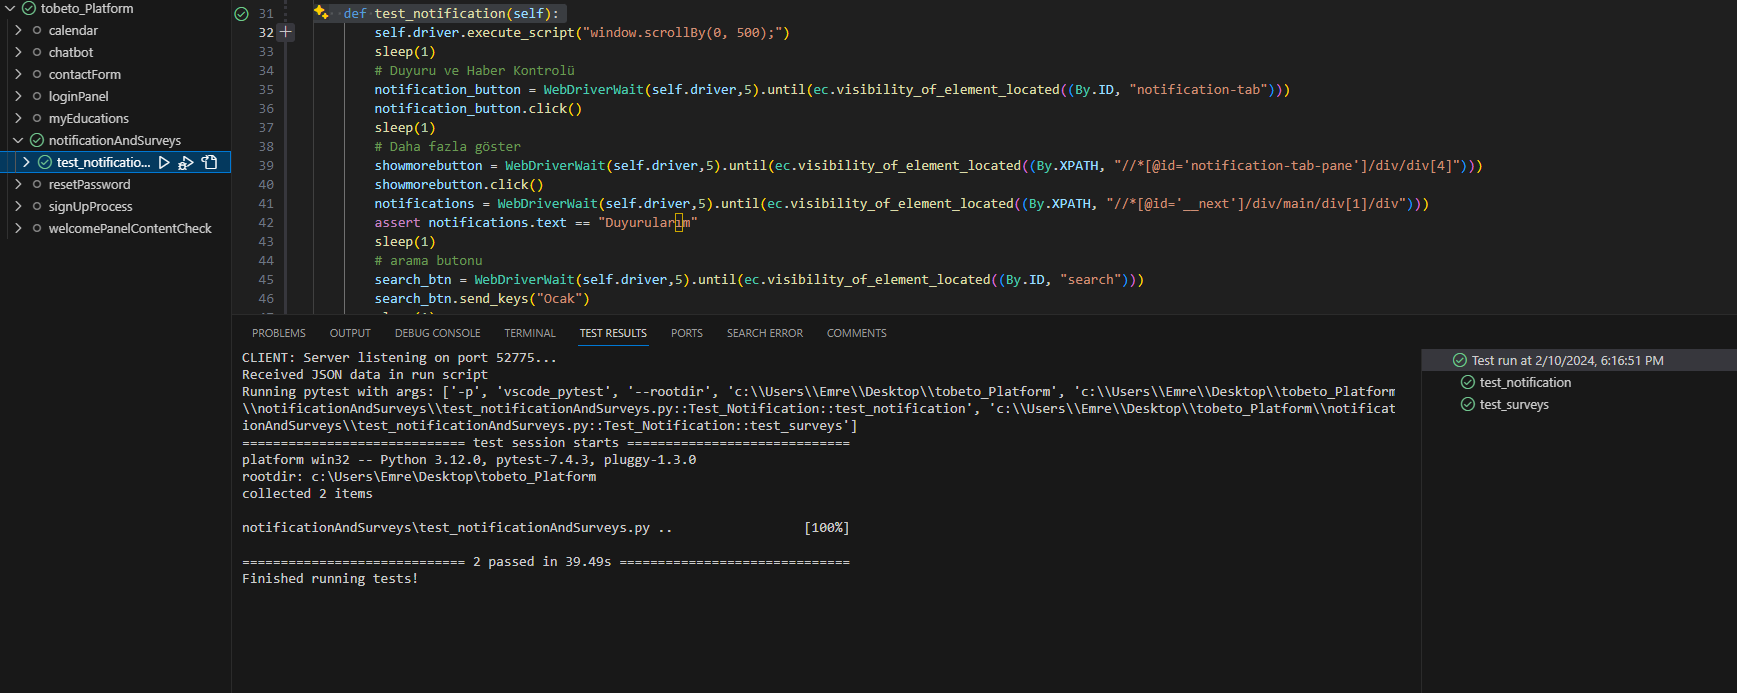 tobeto_Platform
calendar
chatbot
contactForm
loginPanel
myEducations
notificationAndSurveys
test_notificatio...
resetPassword
signUpProcess
welcomePanelContentCheck
31 def test_notification(self):
32 self.driver.execute_script("window.scrollBy(0, 500);")
33 sleep(1)
34 # Duyuru ve Haber Kontrolü
35 notification_button = WebDriverWait(self.driver,5).until(ec.visibility_of_element_located((By.ID, "notification-tab")))
36 notification_button.click()
37 sleep(1)
38 # Daha fazla göster
39 showmorebutton = WebDriverWait(self.driver,5).until(ec.visibility_of_element_located((By.XPATH, "//*[@id='notification-tab-pane']/div/div[4]")))
40 showmorebutton.click()
41 notifications = WebDriverWait(self.driver,5).until(ec.visibility_of_element_located((By.XPATH, "//*[@id='__next']/div/main/div[1]/div")))
42 assert notifications.text == "Duyurularım"
43 sleep(1)
44 # arama butonu
45 search_btn = WebDriverWait(self.driver,5).until(ec.visibility_of_element_located((By.ID, "search")))
46 search_btn.send_keys("Ocak")
PROBLEMS OUTPUT DEBUG CONSOLE TERMINAL TEST RESULTS PORTS SEARCH ERROR COMMENTS
CLIENT: Server listening on port 52775...
Received JSON data in run script
Running pytest with args: ['-p', 'vscode_pytest', '--rootdir', 'c:\\Users\\Emre\\Desktop\\tobeto_Platform', 'c:\\Users\\Emre\\Desktop\\tobeto_Platform
\\notificationAndSurveys\\test_notificationAndSurveys.py::Test_Notification::test_notification', 'c:\\Users\\Emre\\Desktop\\tobeto_Platform\\notificat
ionAndSurveys\\test_notificationAndSurveys.py::Test_Notification::test_surveys']
============================= test session starts =============================
platform win32 -- Python 3.12.0, pytest-7.4.3, pluggy-1.3.0
rootdir: c:\Users\Emre\Desktop\tobeto_Platform
collected 2 items
notificationAndSurveys\test_notificationAndSurveys.py .. [100%]
============================= 2 passed in 39.49s ==============================
Finished running tests!
Test run at 2/10/2024, 6:16:51 PM
test_notification
test_surveys